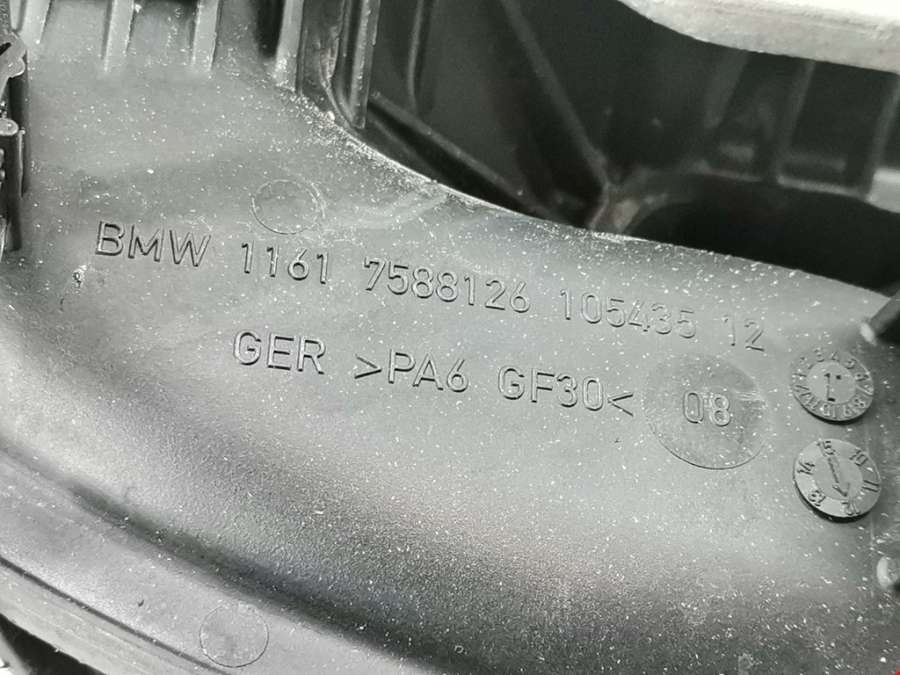 BMW 1161 7588126 105435 12
GER >PA6 GF30< 08